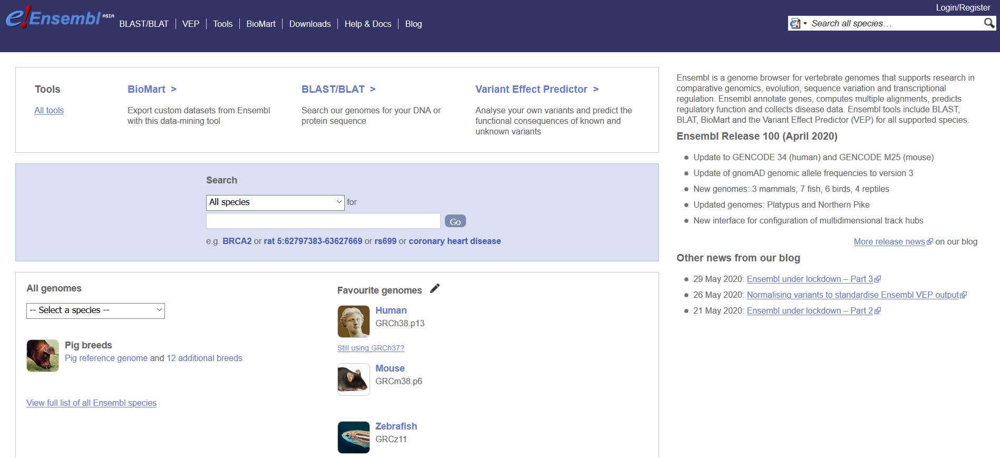 Login/Register
e!Ensembl ASIA
BLAST/BLAT VEP Tools BioMart Downloads Help & Docs Blog
e! Search all species…
Tools
All tools
BioMart >
Export custom datasets from Ensembl
with this data-mining tool
BLAST/BLAT >
Search our genomes for your DNA or
protein sequence
Variant Effect Predictor >
Analyse your own variants and predict the
functional consequences of known and
unknown variants
Search
All species for
Go
e.g. BRCA2 or rat 5:62797383-63627669 or rs699 or coronary heart disease
All genomes
-- Select a species --
Pig breeds
Pig reference genome and 12 additional breeds
View full list of all Ensembl species
Favourite genomes
Human
GRCh38.p13
Still using GRCh37?
Mouse
GRCm38.p6
Zebrafish
GRCz11
Ensembl is a genome browser for vertebrate genomes that supports research in
comparative genomics, evolution, sequence variation and transcriptional
regulation. Ensembl annotate genes, computes multiple alignments, predicts
regulatory function and collects disease data. Ensembl tools include BLAST,
BLAT, BioMart and the Variant Effect Predictor (VEP) for all supported species.
Ensembl Release 100 (April 2020)
Update to GENCODE 34 (human) and GENCODE M25 (mouse)
Update of gnomAD genomic allele frequencies to version 3
New genomes: 3 mammals, 7 fish, 6 birds, 4 reptiles
Updated genomes: Platypus and Northern Pike
New interface for configuration of multidimensional track hubs
More release news on our blog
Other news from our blog
29 May 2020: Ensembl under lockdown – Part 3
26 May 2020: Normalising variants to standardise Ensembl VEP output
21 May 2020: Ensembl under lockdown – Part 2